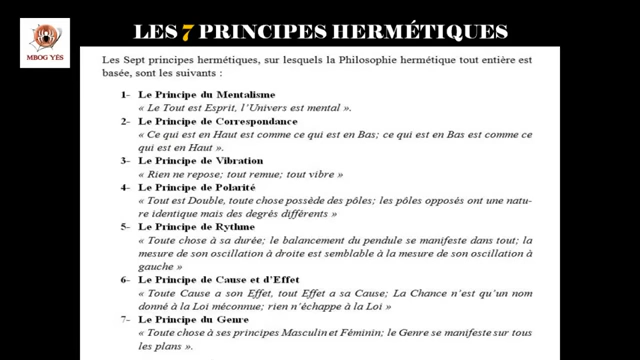 LES 7 PRINCIPES HERMÉTIQUES
MBOG YÉS
Les Sept principes hermétiques, sur lesquels la Philosophie hermétique tout entière est
basée, sont les suivants :
1- Le Principe du Mentalisme
« Le Tout est Esprit, l'Univers est mental ».
2- Le Principe de Correspondance
« Ce qui est en Haut est comme ce qui est en Bas; ce qui est en Bas est comme ce
qui est en Haut ».
3- Le Principe de Vibration
« Rien ne repose; tout remue; tout vibre »
4- Le Principe de Polarité
« Tout est Double, toute chose possède des pôles; les pôles opposés ont une natu-
re identique mais des degrés différents »
5- Le Principe de Rythme
« Toute chose à sa durée; le balancement du pendule se manifeste dans tout; la
mesure de son oscillation à droite est semblable à la mesure de son oscillation à
gauche »
6- Le Principe de Cause et d'Effet
« Toute Cause a son Effet, tout Effet a sa Cause; La Chance n'est qu'un nom
donné à la Loi méconnue; rien n'échappe à la Loi »
7- Le Principe du Genre
« Toute chose à ses principes Masculin et Féminin; le Genre se manifeste sur tous
les plans ».